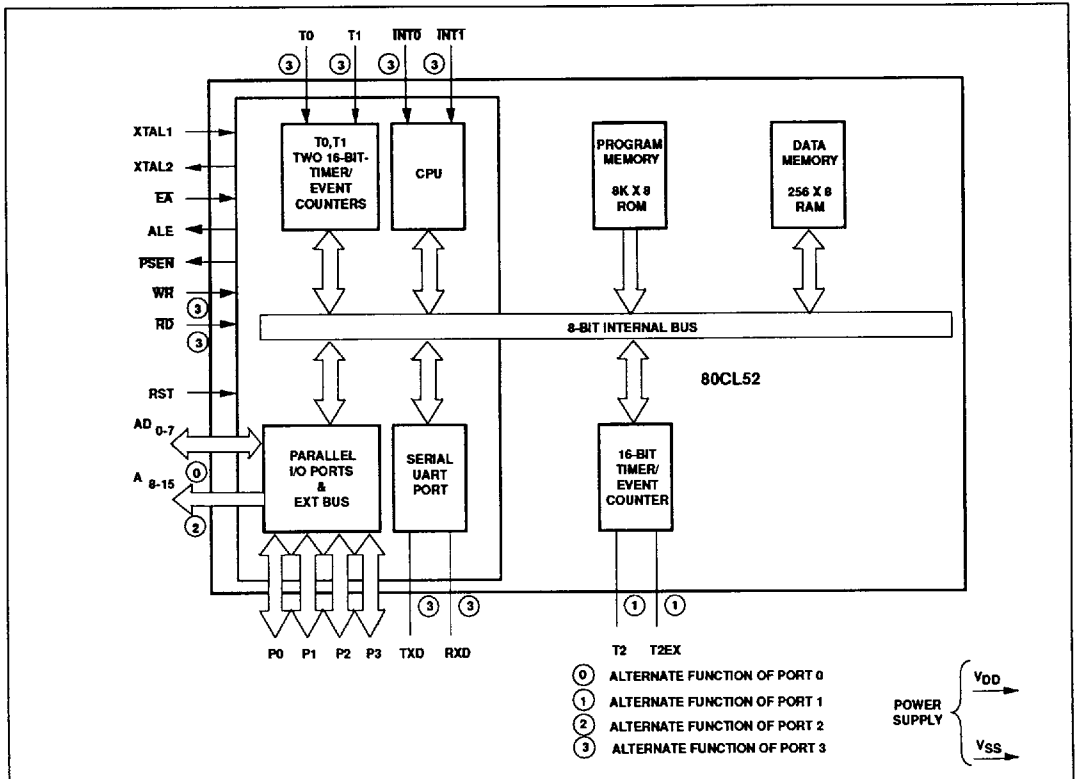 T0 T1 INT0 INT1
3 3 3 3
XTAL1
XTAL2
EA
ALE
PSEN
WR
3
RD
3
RST
AD 0-7
0
A 8-15
2
T0,T1
TWO 16-BIT-
TIMER/
EVENT
COUNTERS
CPU
PROGRAM
MEMORY
8K X 8
ROM
DATA
MEMORY
256 X 8
RAM
8-BIT INTERNAL BUS
80CL52
PARALLEL
I/O PORTS
&
EXT BUS
SERIAL
UART
PORT
16-BIT
TIMER/
EVENT
COUNTER
3 3
1 1
P0 P1 P2 P3 TXD RXD
T2 T2EX
0 ALTERNATE FUNCTION OF PORT 0
1 ALTERNATE FUNCTION OF PORT 1
2 ALTERNATE FUNCTION OF PORT 2
3 ALTERNATE FUNCTION OF PORT 3
POWER
SUPPLY
VDD
VSS